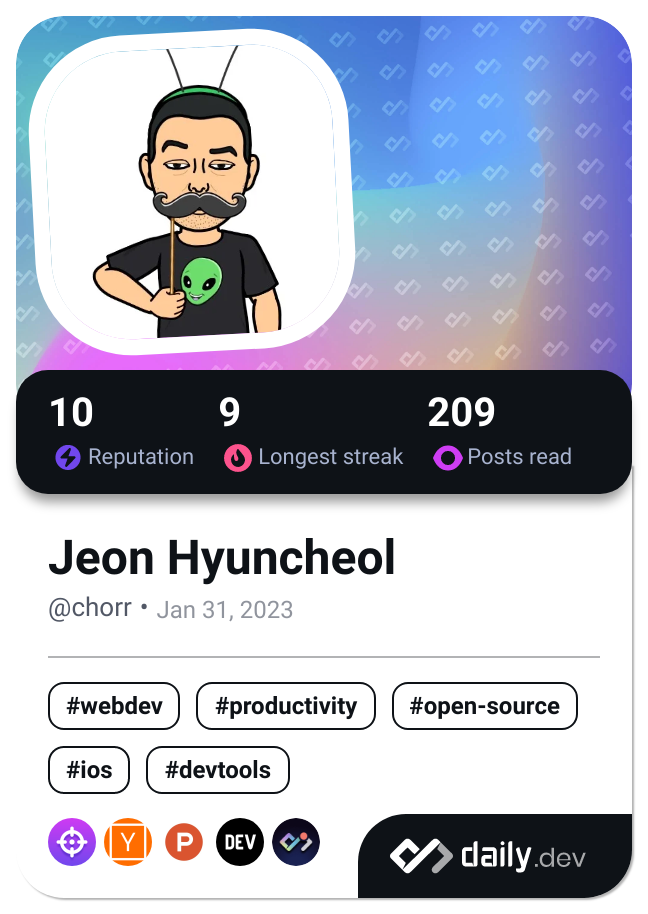 10 9 209
Reputation Longest streak Posts read
Jeon Hyuncheol
@chorr • Jan 31, 2023
#webdev #productivity #open-source
#ios #devtools
Y P DEV
daily.dev